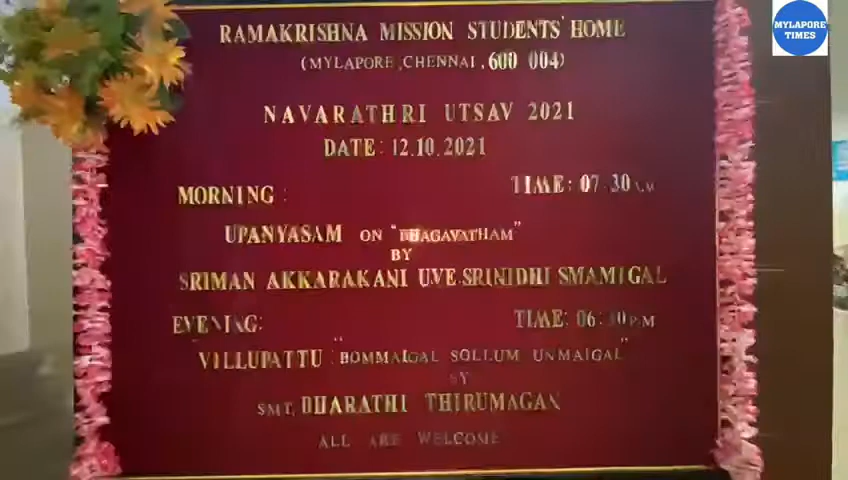 MYLAPORE
TIMES
RAMAKRISHNA MISSION STUDENTS' HOME
(MYLAPORE, CHENNAI, 600 004)
NAVARATHRI UTSAV 2021
DATE: 12.10.2021
MORNING : TIME: 07.30 A.M
UPANYASAM ON "BHAGAVATHAM"
BY
SRIMAN AKKARAKANI UVE.SRINIDHI SMAMIGAL
EVENING: TIME: 06:30 P.M
VILLUPATTU "BOMMAIGAL SOLLUM UNMAIGAL"
BY
SMT. BHARATHI THIRUMAGAN
ALL ARE WELCOME